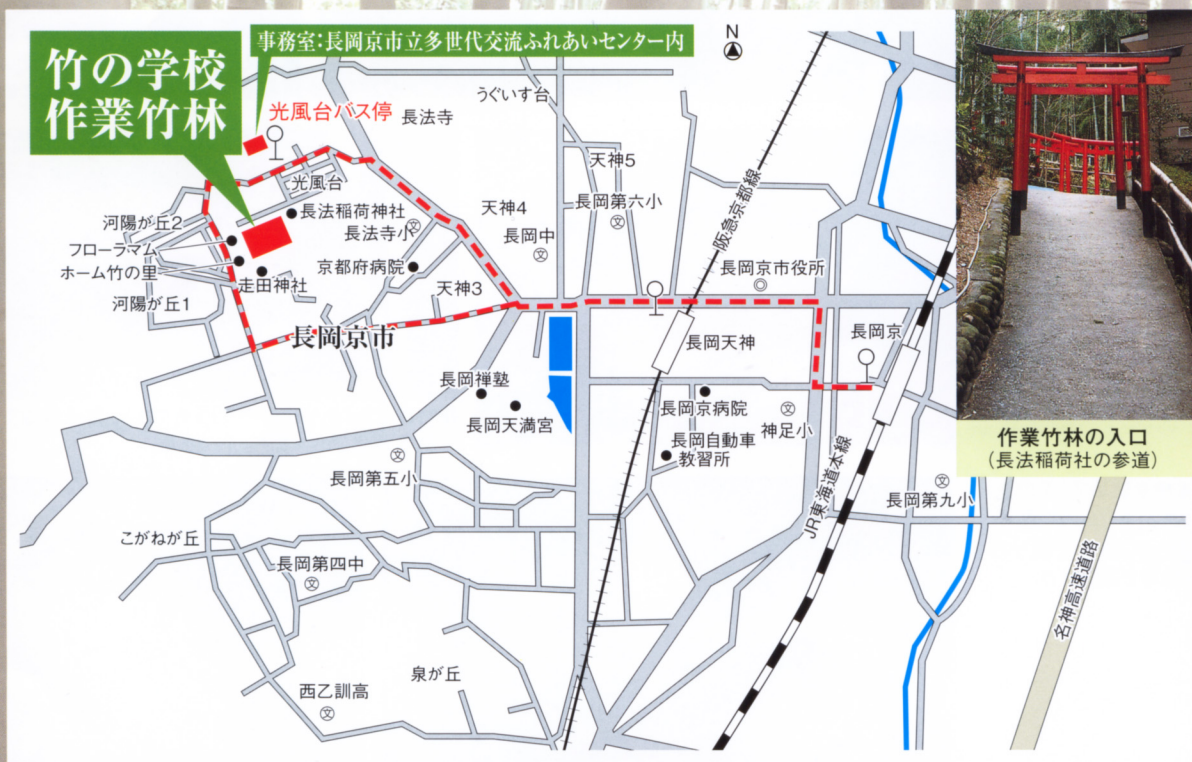 竹の学校
作業竹林
事務室:長岡京市立多世代交流ふれあいセンター内
N
光風台バス停
長法寺
うぐいす台
天神5
長岡第六小
文
阪急京都線
光風台
長法稲荷神社
長法寺小
文
河陽が丘2
フローラマム
ホーム竹の里
走田神社
河陽が丘1
京都府病院
天神4
長岡中
文
天神3
長岡京市役所
長岡京市
長岡天神
長岡京
長岡禅塾
長岡天満宮
長岡京病院
文
神足小
長岡自動車
教習所
長岡第五小
文
JR東海道本線
長岡第九小
文
こがねが丘
長岡第四中
文
名神高速道路
泉が丘
西乙訓高
文
作業竹林の入口
(長法稲荷社の参道)